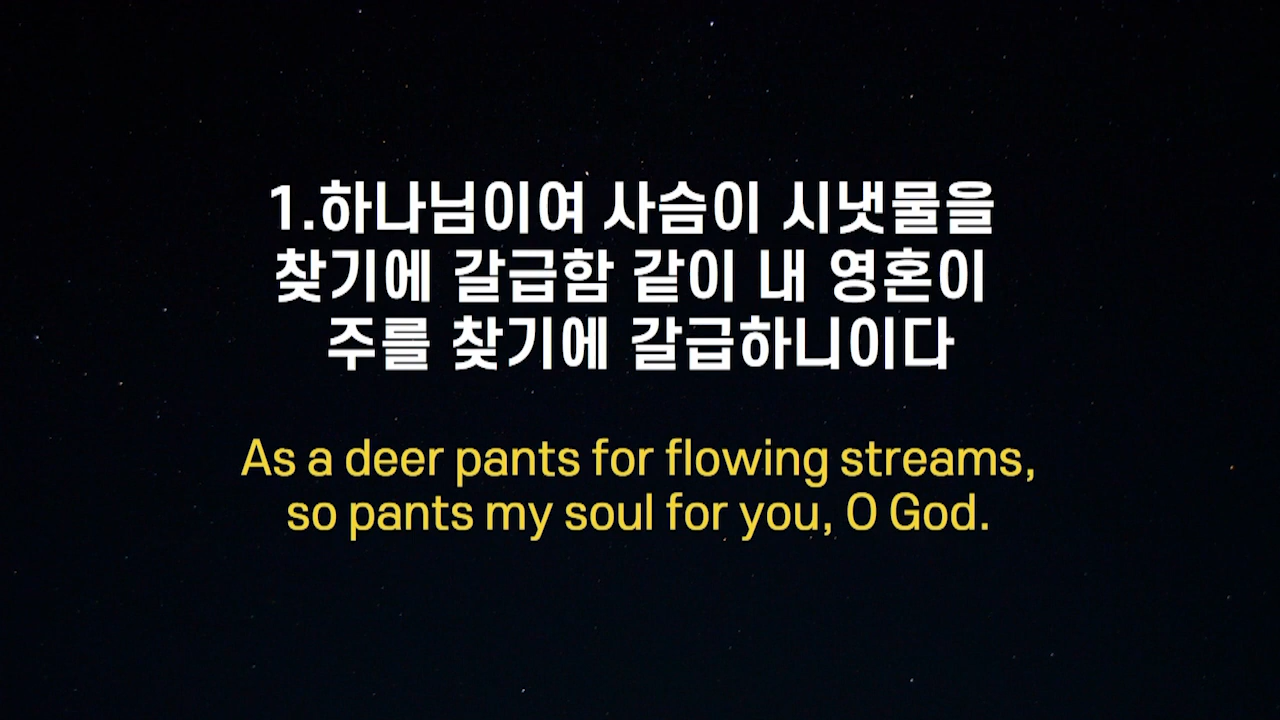 1.하나님이여 사슴이 시냇물을
찾기에 갈급함 같이 내 영혼이
주를 찾기에 갈급하니이다
As a deer pants for flowing streams,
so pants my soul for you, O God.